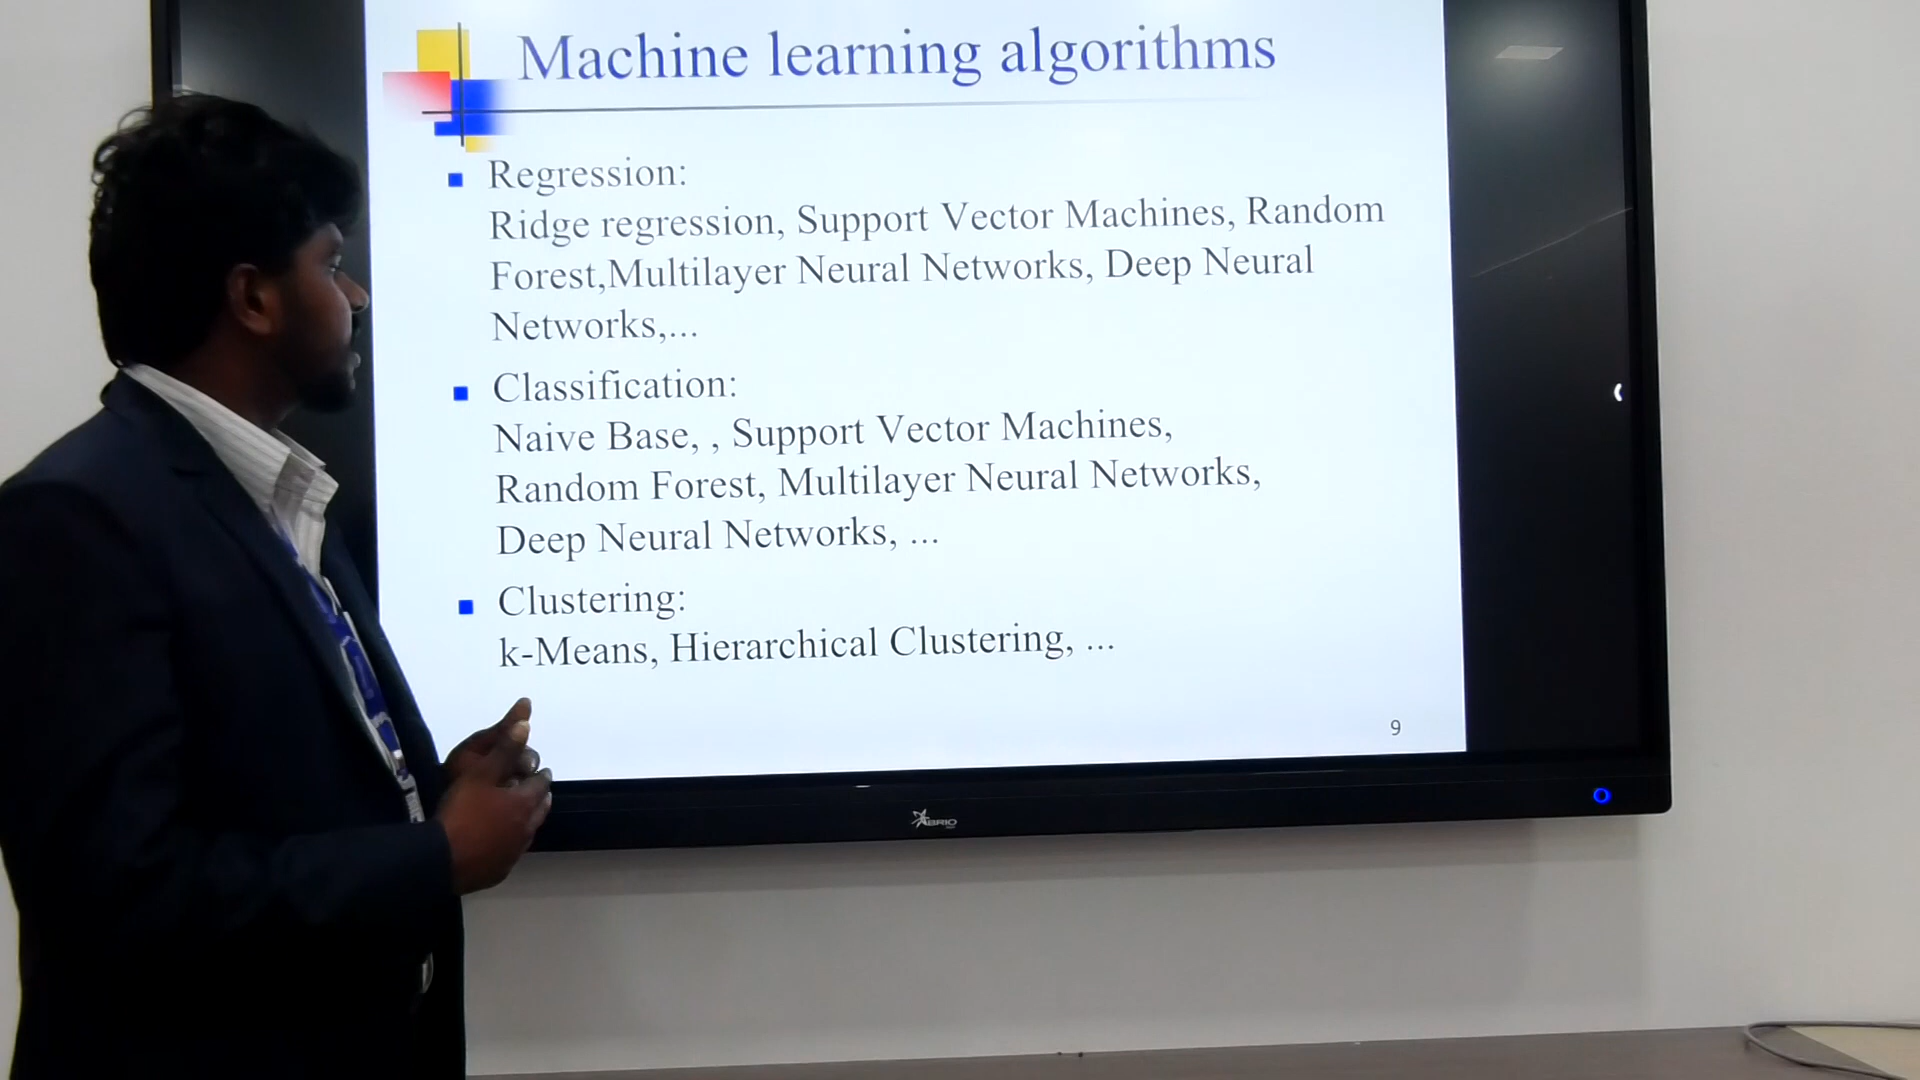 Machine learning algorithms
Regression:
Ridge regression, Support Vector Machines, Random
Forest,Multilayer Neural Networks, Deep Neural
Networks,...
Classification:
Naive Base, , Support Vector Machines,
Random Forest, Multilayer Neural Networks,
Deep Neural Networks, ...
Clustering:
k-Means, Hierarchical Clustering, ...
9
BRIO